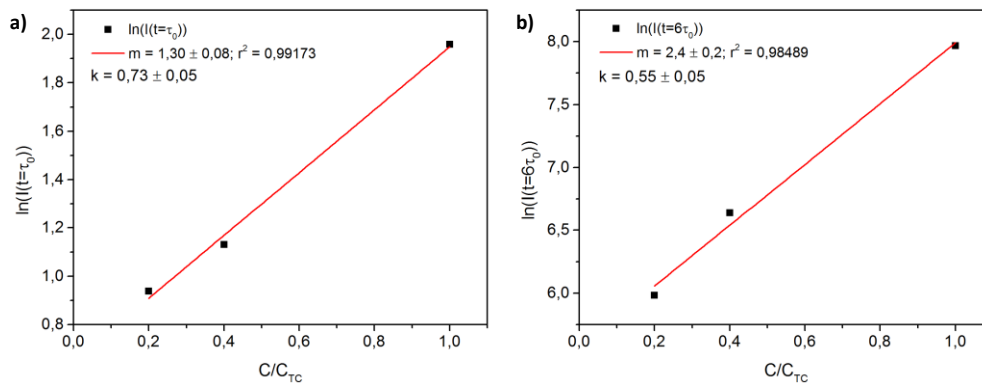 a)
ln(I(t=τ₀))
m = 1,30 ± 0,08; r² = 0,99173
k = 0,73 ± 0,05
ln(I(t=τ₀))
2,0
1,8
1,6
1,4
1,2
1,0
0,8
0,0 0,2 0,4 0,6 0,8 1,0
C/C_TC
b)
ln(I(t=6τ₀))
m = 2,4 ± 0,2; r² = 0,98489
k = 0,55 ± 0,05
ln(I(t=6τ₀))
8,0
7,5
7,0
6,5
6,0
0,0 0,2 0,4 0,6 0,8 1,0
C/C_TC